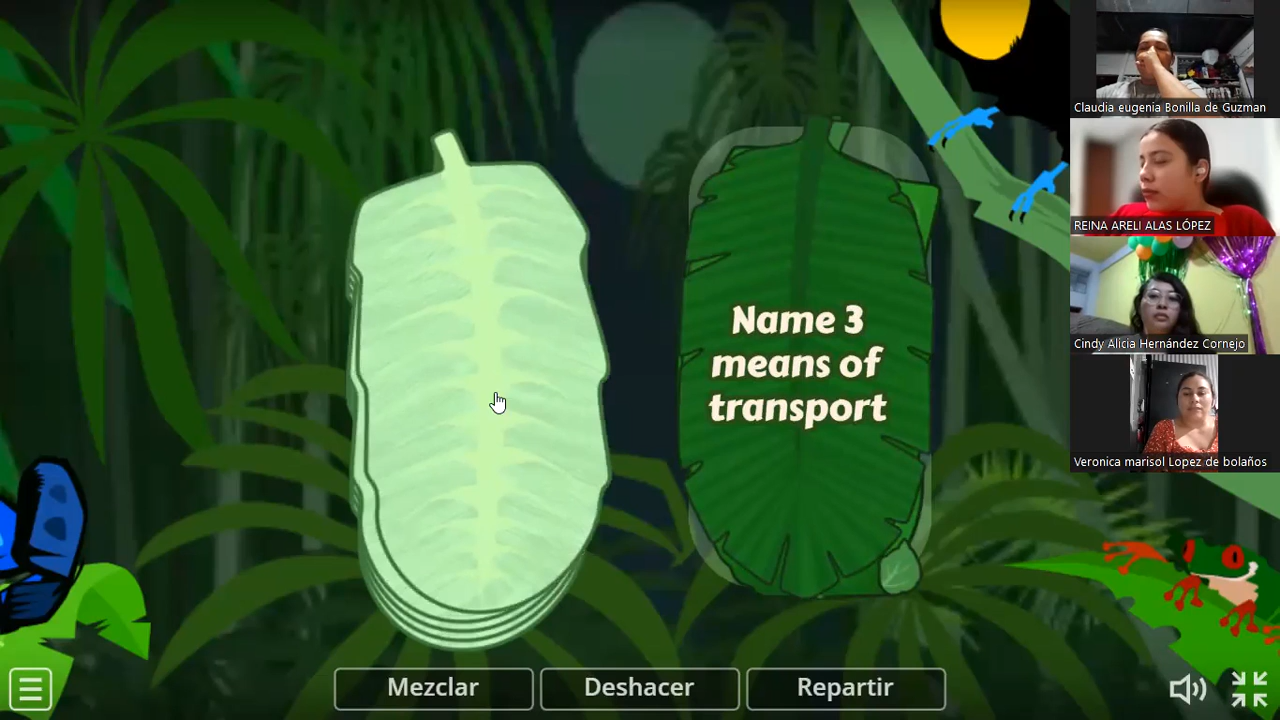 Name 3
means of
transport
Mezclar
Deshacer
Repartir
Claudia eugenia Bonilla de Guzman
REINA ARELI ALAS LÓPEZ
Cindy Alicia Hernández Cornejo
Veronica marisol Lopez de bolaños